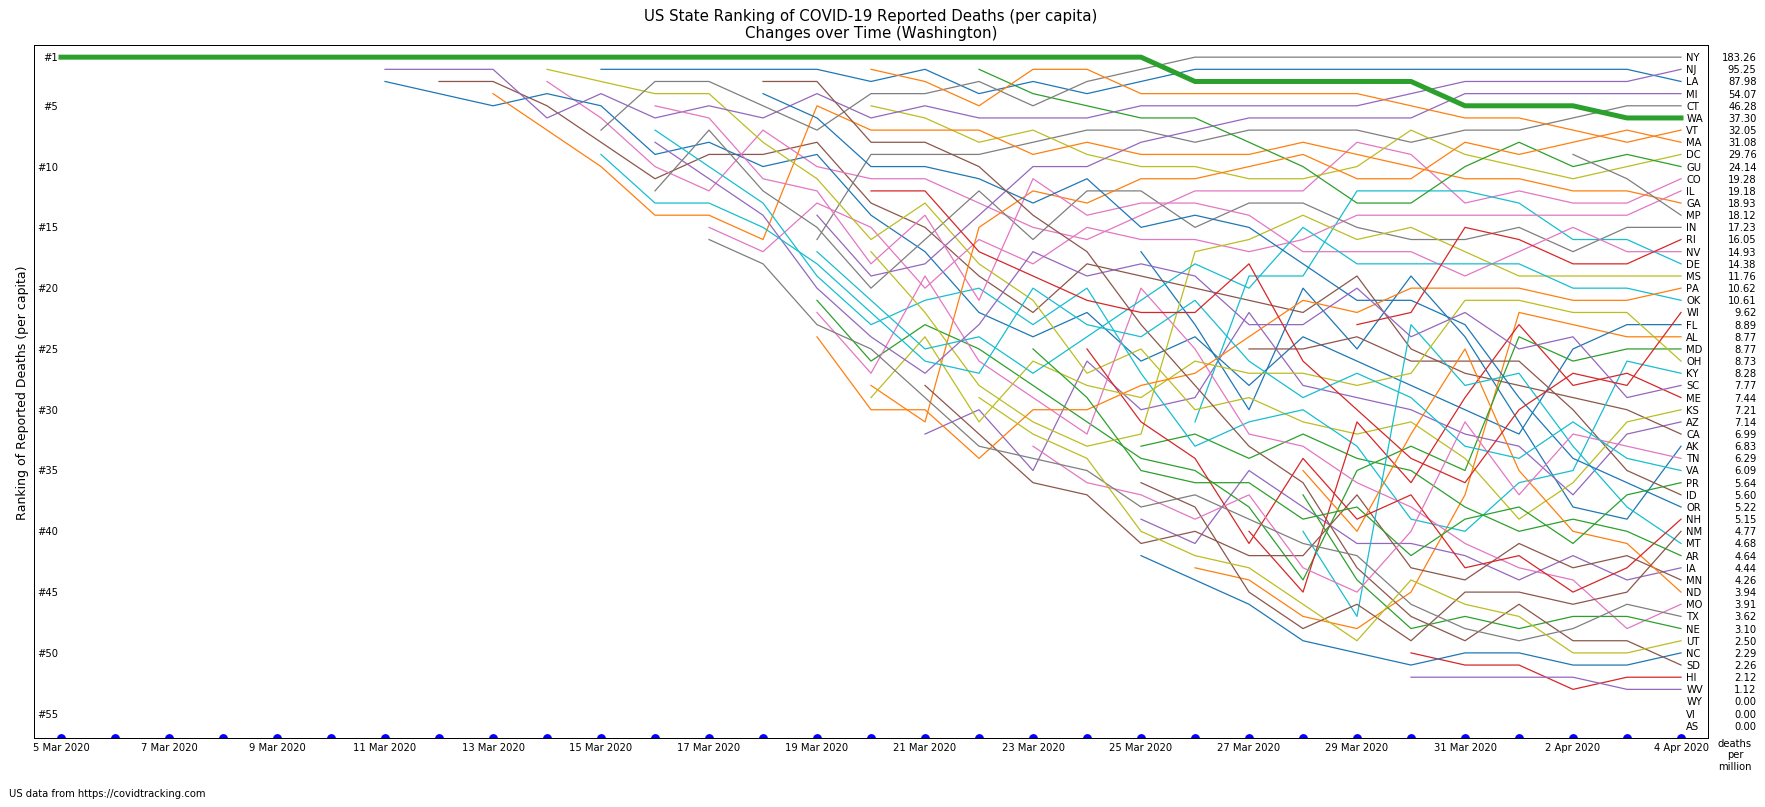 US State Ranking of COVID-19 Reported Deaths (per capita)
Changes over Time (Washington)
Ranking of Reported Deaths (per capita)
#1
#5
#10
#15
#20
#25
#30
#35
#40
#45
#50
#55
NY 183.26
NJ 95.25
LA 87.98
MI 54.07
CT 46.28
WA 37.30
VT 32.05
MA 31.08
DC 29.76
GU 24.14
CO 19.28
IL 19.18
GA 18.93
MP 18.12
IN 17.23
RI 16.05
NV 14.93
DE 14.38
MS 11.76
PA 10.62
OK 10.61
WI 9.62
FL 8.89
AL 8.77
MD 8.77
OH 8.73
KY 8.28
SC 7.77
ME 7.44
KS 7.21
AZ 7.14
CA 6.99
AK 6.83
TN 6.29
VA 6.09
PR 5.64
ID 5.60
OR 5.22
NH 5.15
NM 4.77
MT 4.68
AR 4.64
IA 4.44
MN 4.26
ND 3.94
MO 3.91
TX 3.62
NE 3.10
UT 2.50
NC 2.29
SD 2.26
HI 2.12
WV 1.12
WY 0.00
VI 0.00
AS 0.00
5 Mar 2020 7 Mar 2020 9 Mar 2020 11 Mar 2020 13 Mar 2020 15 Mar 2020 17 Mar 2020 19 Mar 2020 21 Mar 2020 23 Mar 2020 25 Mar 2020 27 Mar 2020 29 Mar 2020 31 Mar 2020 2 Apr 2020 4 Apr 2020
deaths
per
million
US data from https://covidtracking.com